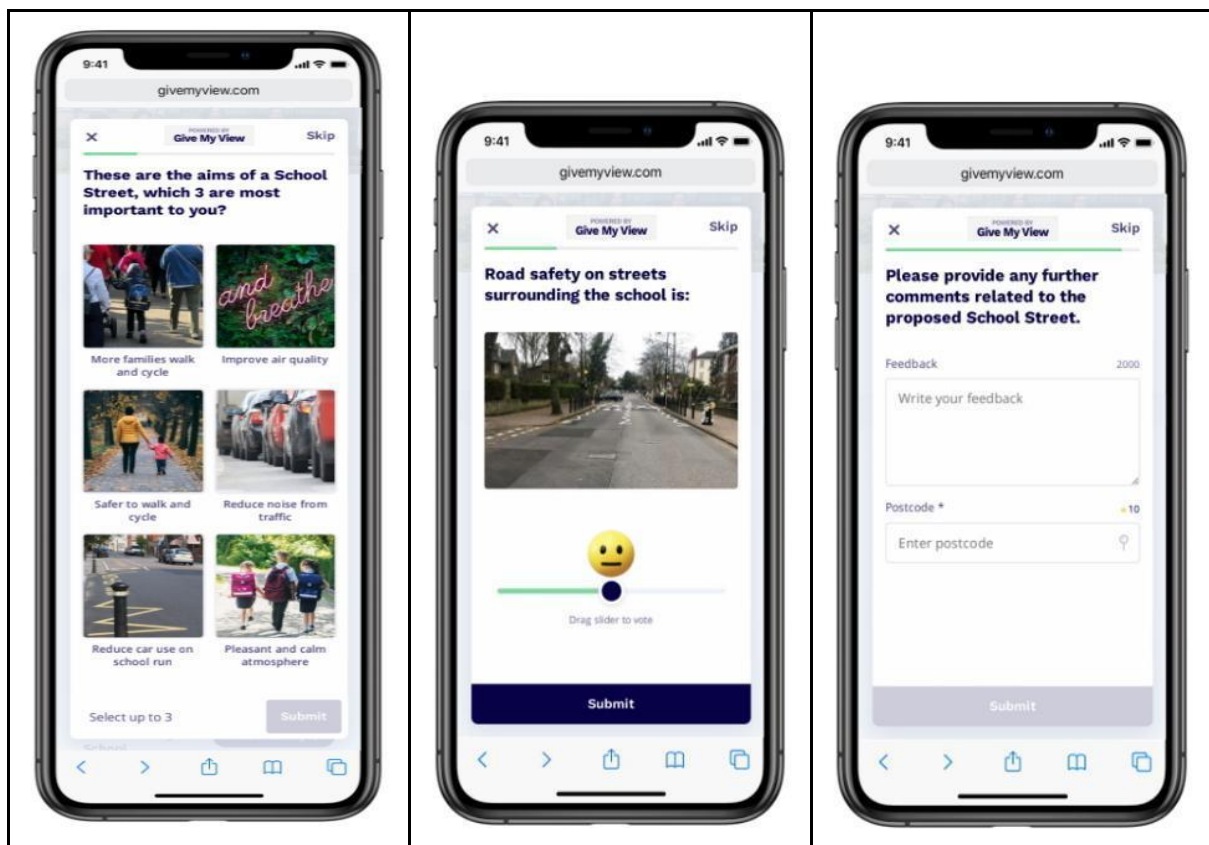 9:41
givemyview.com
POWERED BY
Give My View
Skip
These are the aims of a School
Street, which 3 are most
important to you?
and
breathe
More families walk
and cycle
Improve air quality
Safer to walk and
cycle
Reduce noise from
traffic
Reduce car use on
school run
Pleasant and calm
atmosphere
Select up to 3
Submit
School
9:41
givemyview.com
POWERED BY
Give My View
Skip
Road safety on streets
surrounding the school is:
Drag slider to vote
Submit
9:41
givemyview.com
POWERED BY
Give My View
Skip
Please provide any further
comments related to the
proposed School Street.
Feedback
2000
Write your feedback
Postcode *
10
Enter postcode
Submit